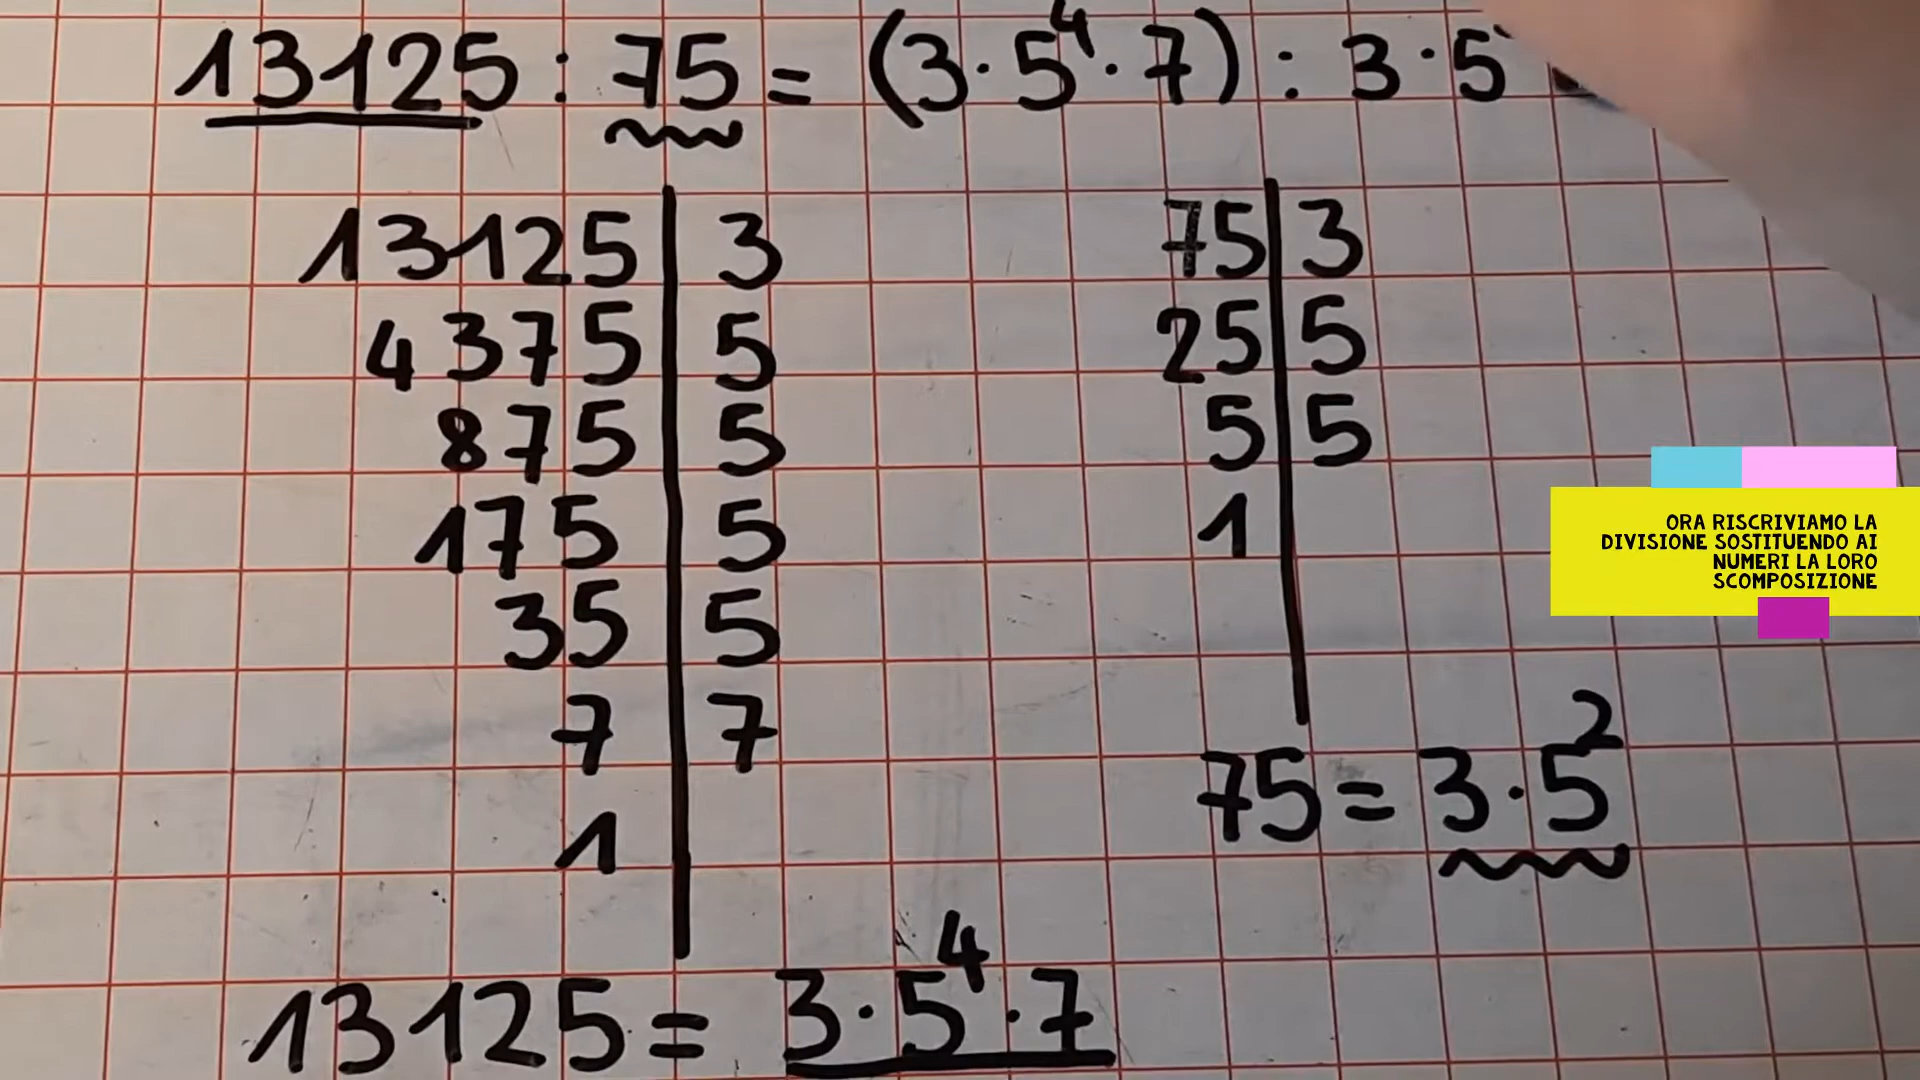 13125 : 75 = (3·5⁴·7) : 3·5
13125 | 3
4375 | 5
875 | 5
175 | 5
35 | 5
7 | 7
1
13125 = 3·5⁴·7
75 | 3
25 | 5
5 | 5
1
75 = 3·5²
ORA RISCRIVIAMO LA
DIVISIONE SOSTITUENDO AI
NUMERI LA LORO
SCOMPOSIZIONE